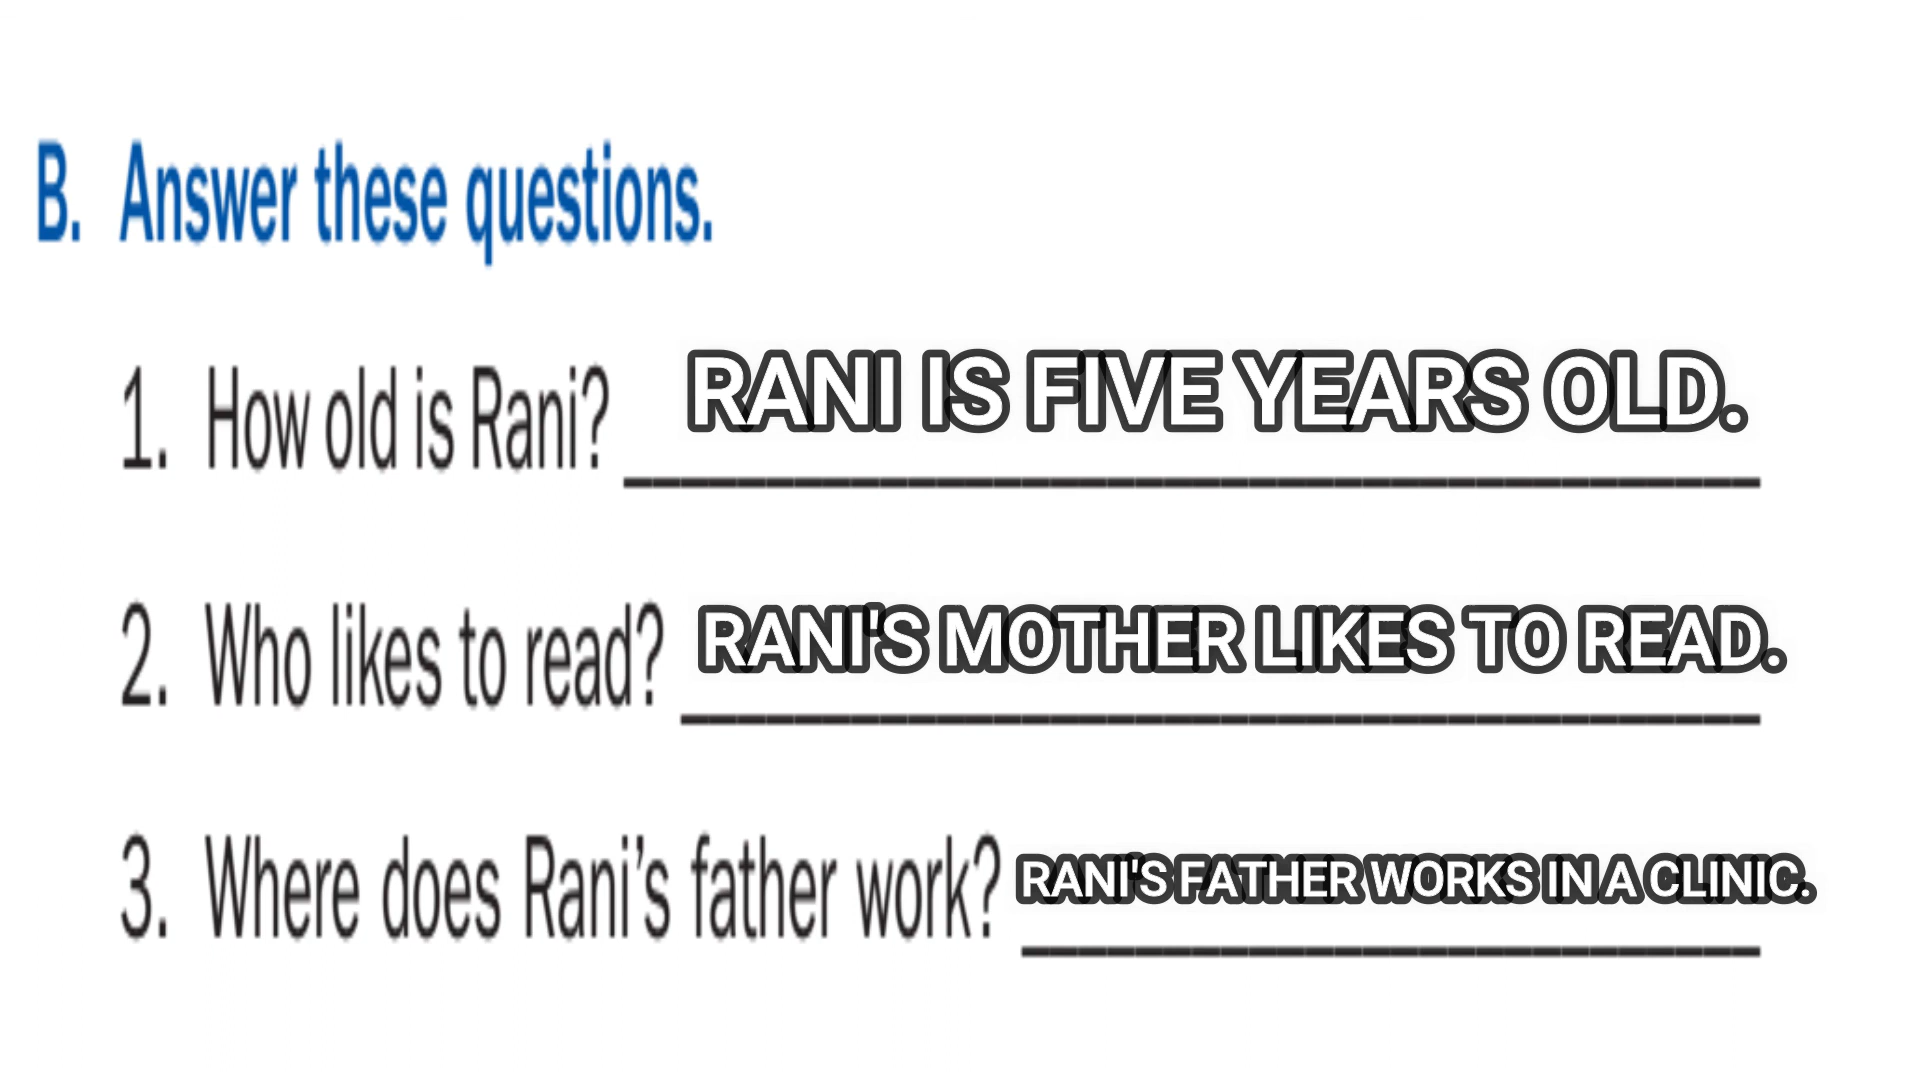 B. Answer these questions.
1. How old is Rani? RANI IS FIVE YEARS OLD.
2. Who likes to read? RANI'S MOTHER LIKES TO READ.
3. Where does Rani’s father work? RANI'S FATHER WORKS IN A CLINIC.